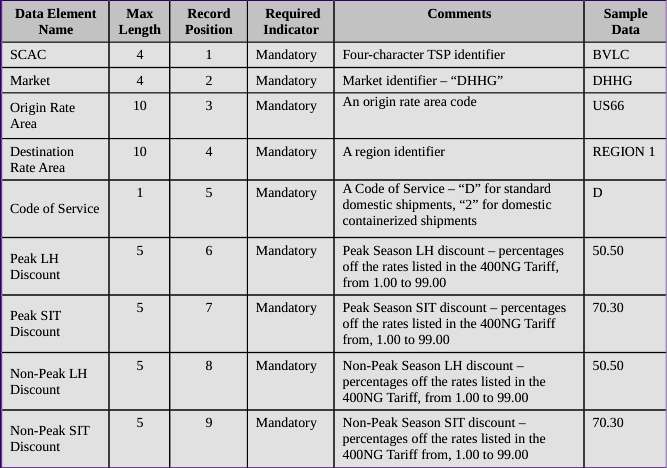 Data Element Name | Max Length | Record Position | Required Indicator | Comments | Sample Data
SCAC | 4 | 1 | Mandatory | Four-character TSP identifier | BVLC
Market | 4 | 2 | Mandatory | Market identifier – “DHHG” | DHHG
Origin Rate Area | 10 | 3 | Mandatory | An origin rate area code | US66
Destination Rate Area | 10 | 4 | Mandatory | A region identifier | REGION 1
Code of Service | 1 | 5 | Mandatory | A Code of Service – “D” for standard domestic shipments, “2” for domestic containerized shipments | D
Peak LH Discount | 5 | 6 | Mandatory | Peak Season LH discount – percentages off the rates listed in the 400NG Tariff, from 1.00 to 99.00 | 50.50
Peak SIT Discount | 5 | 7 | Mandatory | Peak Season SIT discount – percentages off the rates listed in the 400NG Tariff from, 1.00 to 99.00 | 70.30
Non-Peak LH Discount | 5 | 8 | Mandatory | Non-Peak Season LH discount – percentages off the rates listed in the 400NG Tariff, from 1.00 to 99.00 | 50.50
Non-Peak SIT Discount | 5 | 9 | Mandatory | Non-Peak Season SIT discount – percentages off the rates listed in the 400NG Tariff from, 1.00 to 99.00 | 70.30